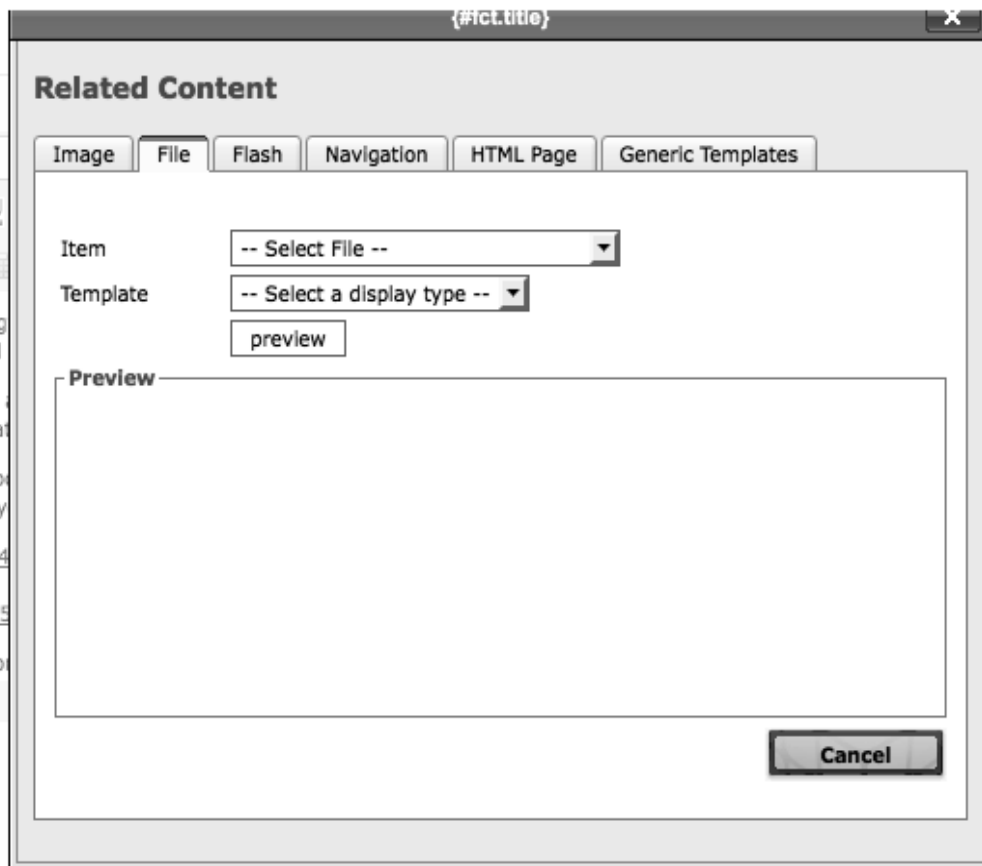 {#fct.title}
X
Related Content
Image File Flash Navigation HTML Page Generic Templates
Item -- Select File --
Template -- Select a display type --
preview
Preview
Cancel